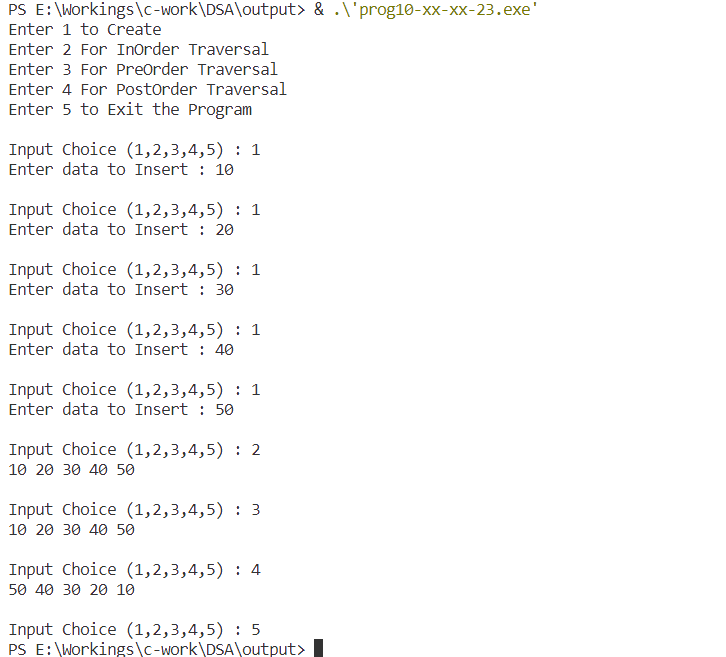 PS E:\Workings\c-work\DSA\output> & .\'prog10-xx-xx-23.exe'
Enter 1 to Create
Enter 2 For InOrder Traversal
Enter 3 For PreOrder Traversal
Enter 4 For PostOrder Traversal
Enter 5 to Exit the Program
Input Choice (1,2,3,4,5) : 1
Enter data to Insert : 10
Input Choice (1,2,3,4,5) : 1
Enter data to Insert : 20
Input Choice (1,2,3,4,5) : 1
Enter data to Insert : 30
Input Choice (1,2,3,4,5) : 1
Enter data to Insert : 40
Input Choice (1,2,3,4,5) : 1
Enter data to Insert : 50
Input Choice (1,2,3,4,5) : 2
10 20 30 40 50
Input Choice (1,2,3,4,5) : 3
10 20 30 40 50
Input Choice (1,2,3,4,5) : 4
50 40 30 20 10
Input Choice (1,2,3,4,5) : 5
PS E:\Workings\c-work\DSA\output>